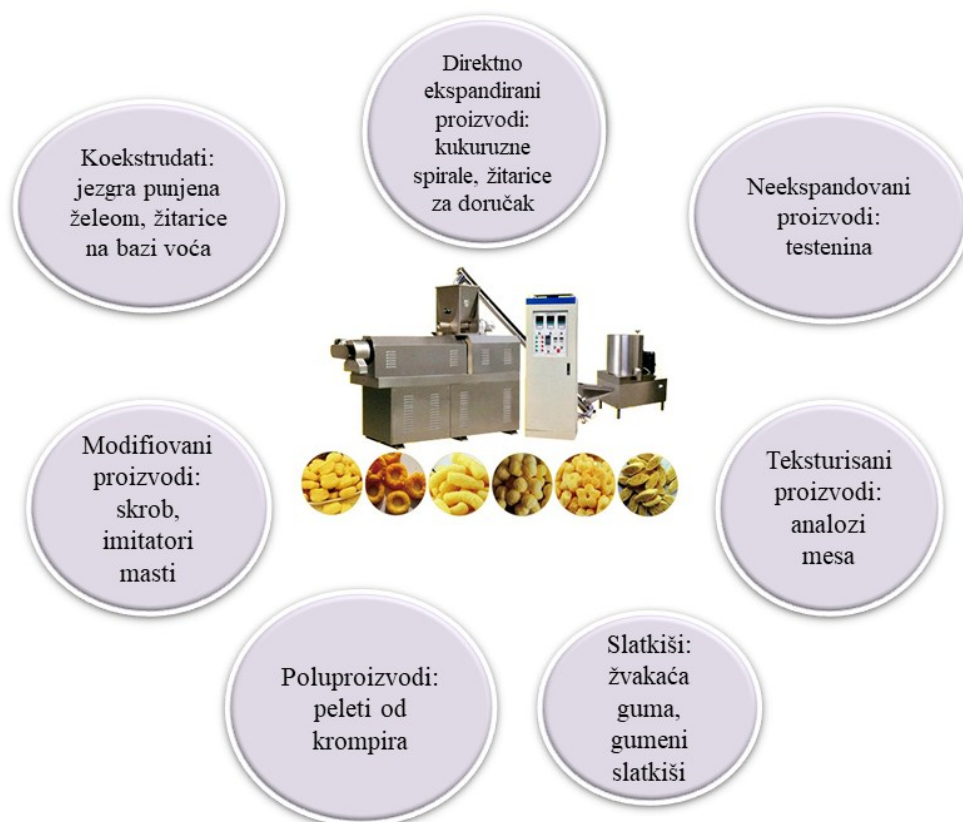 Direktno
ekspandirani
proizvodi:
kukuruzne
spirale, žitarice
za doručak
Koekstrudati:
jezgra punjena
želeom, žitarice
na bazi voća
Neekspandovani
proizvodi:
testenina
Modifiovani
proizvodi:
skrob,
imitatori
masti
Teksturisani
proizvodi:
analozi
mesa
Poluproizvodi:
peleti od
krompira
Slatkiši:
žvakaća
guma,
gumeni
slatkiši